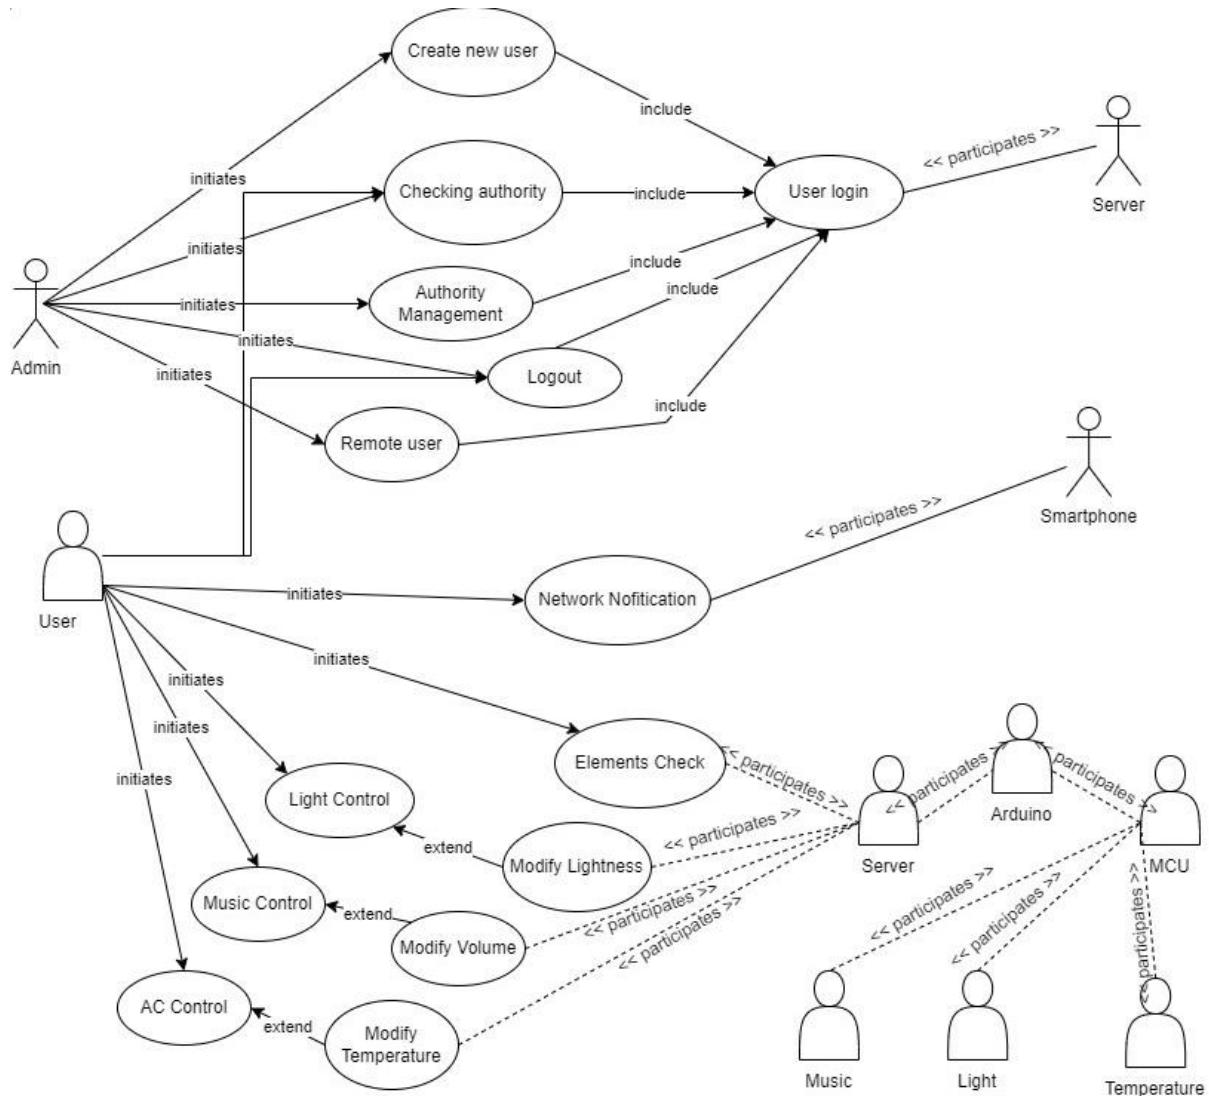 Create new user
include
<< participates >>
initiates
Checking authority
include
User login
Server
initiates
include
Authority
Management
initiates
include
initiates
Admin
initiates
Logout
include
Remote user
<< participates >>
Smartphone
initiates
Network Nofitication
User
initiates
initiates
initiates
initiates
Elements Check
<< participates >>
<< participates >>
<< participates >>
Arduino
Light Control
extend
Modify Lightness
<< participates >>
Server
MCU
Music Control
extend
Modify Volume
<< participates >>
<< participates >>
<< participates >>
<< participates >>
<< participates >>
AC Control
extend
Modify
Temperature
Music
Light
Temperature